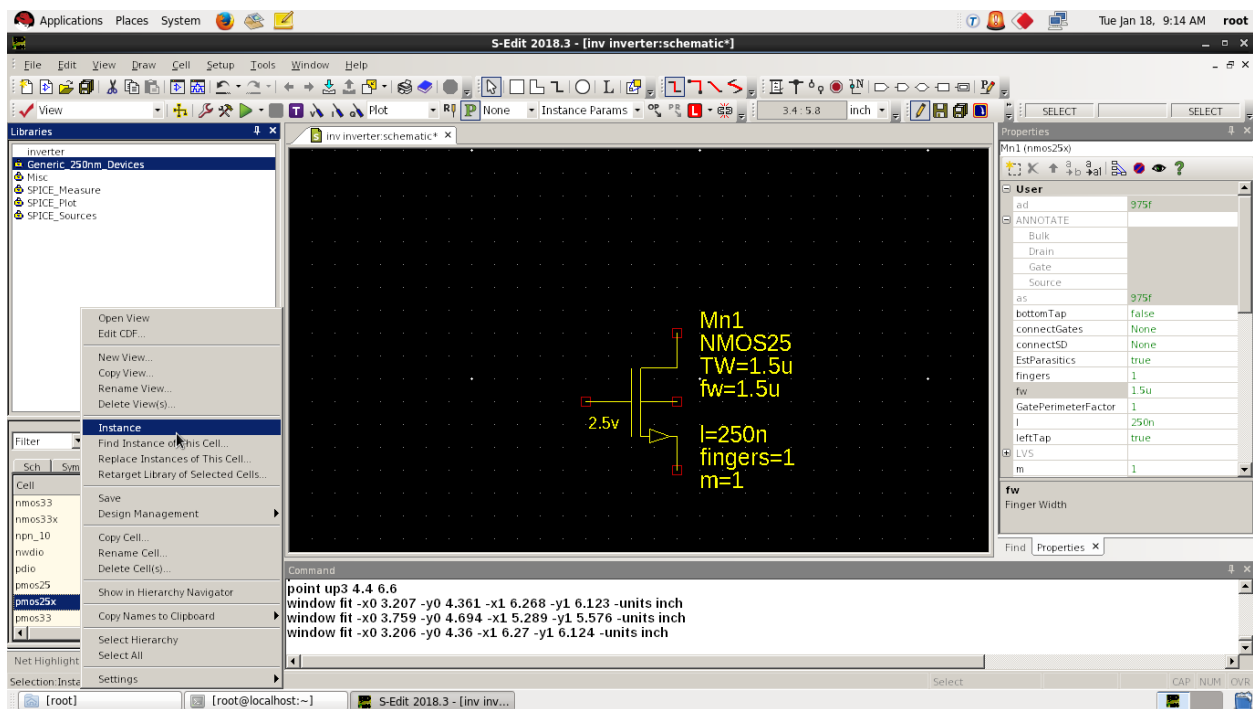 Applications Places System Tue Jan 18, 9:14 AM root
S-Edit 2018.3 - [inv inverter:schematic*]
File Edit View Draw Cell Setup Tools Window Help
View Plot None Instance Params 3.4 : 5.8 inch SELECT SELECT
Libraries
inverter
Generic_250nm_Devices
Misc
SPICE_Measure
SPICE_Plot
SPICE_Sources
Open View
Edit CDF...
New View...
Copy View...
Rename View...
Delete View(s)...
Instance
Find Instance of This Cell...
Replace Instances of This Cell...
Retarget Library of Selected Cells...
Save
Design Management
Copy Cell...
Rename Cell...
Delete Cell(s)...
Show in Hierarchy Navigator
Copy Names to Clipboard
Select Hierarchy
Select All
Settings
Filter
Sch Sym
Cell
nmos33
nmos33x
npn_10
nwdio
pdio
pmos25
pmos25x
pmos33
Net Highlight
inv inverter:schematic*
Mn1
NMOS25
TW=1.5u
fw=1.5u
2.5v
l=250n
fingers=1
m=1
Command
point up3 4.4 6.6
window fit -x0 3.207 -y0 4.361 -x1 6.268 -y1 6.123 -units inch
window fit -x0 3.759 -y0 4.694 -x1 5.289 -y1 5.576 -units inch
window fit -x0 3.206 -y0 4.36 -x1 6.27 -y1 6.124 -units inch
Properties
Mn1 (nmos25x)
User
ad 975f
ANNOTATE
Bulk
Drain
Gate
Source
as 975f
bottomTap false
connectGates None
connectSD None
EstParasitics true
fingers 1
fw 1.5u
GatePerimeterFactor 1
l 250n
leftTap true
LVS
m 1
fw
Finger Width
Find Properties
Selection:Insta Select CAP NUM OVR
[root] [root@localhost:~] S-Edit 2018.3 - [inv inv...